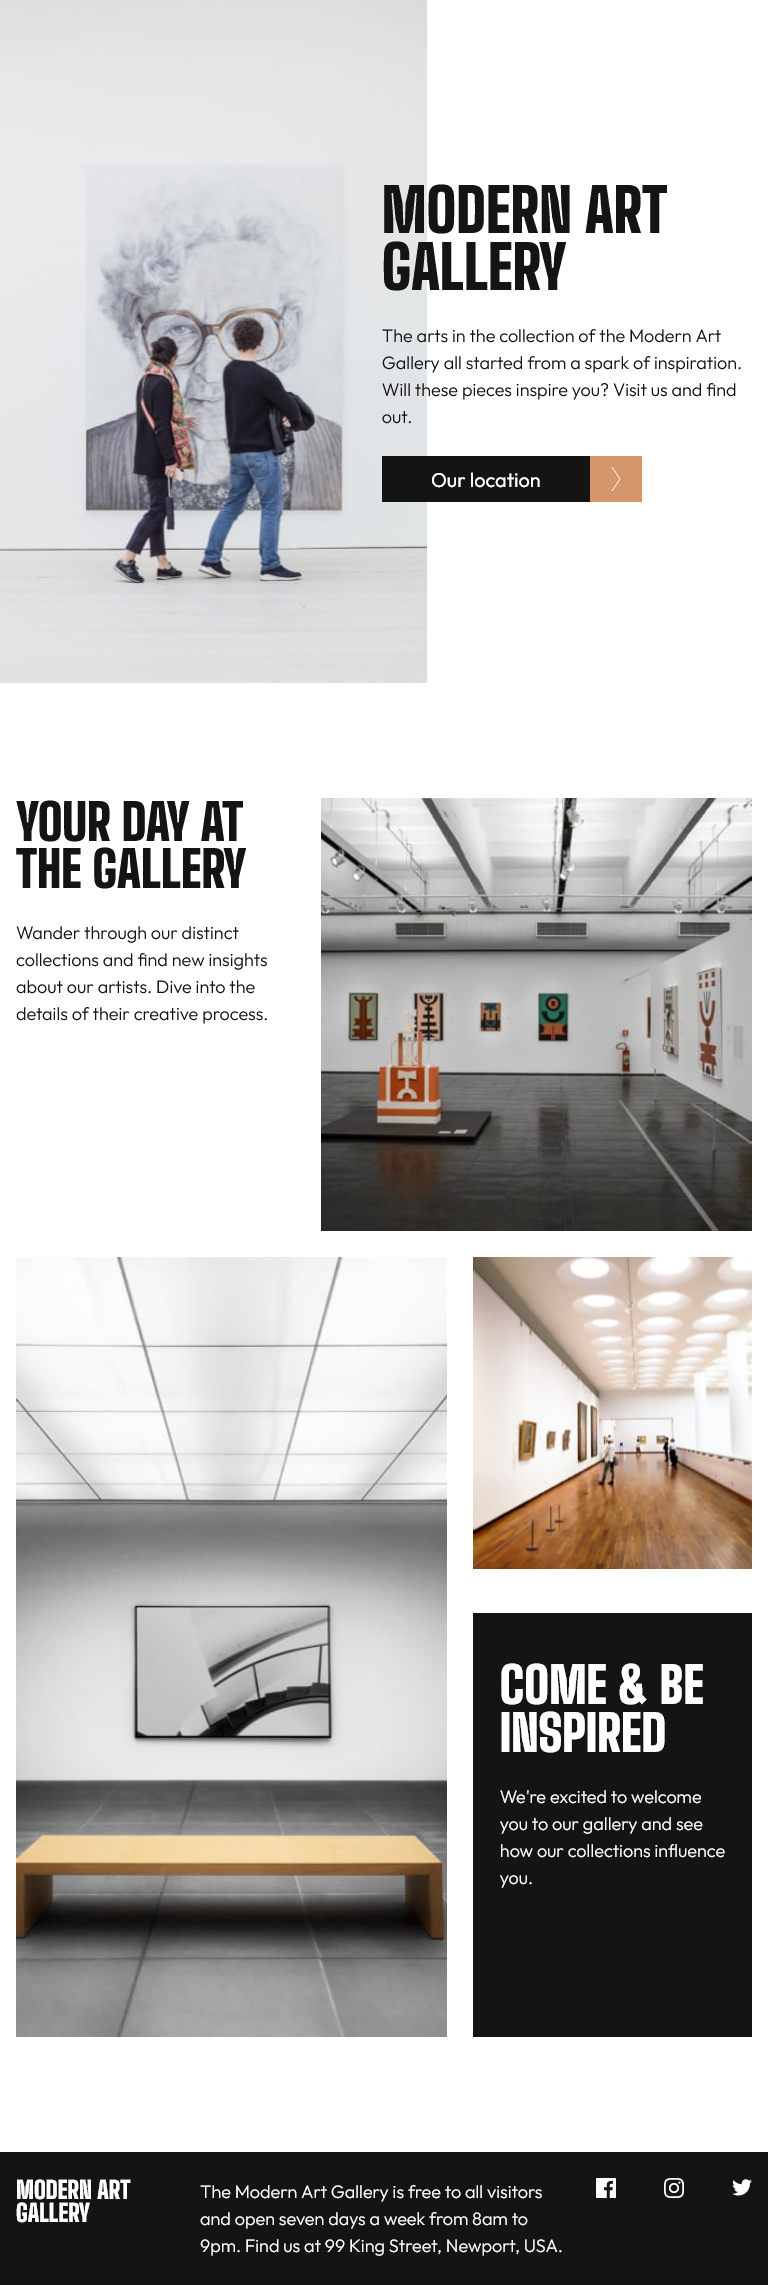 MODERN ART
GALLERY
The arts in the collection of the Modern Art
Gallery all started from a spark of inspiration.
Will these pieces inspire you? Visit us and find
out.
Our location
YOUR DAY AT
THE GALLERY
Wander through our distinct
collections and find new insights
about our artists. Dive into the
details of their creative process.
COME & BE
INSPIRED
We're excited to welcome
you to our gallery and see
how our collections influence
you.
MODERN ART
GALLERY
The Modern Art Gallery is free to all visitors
and open seven days a week from 8am to
9pm. Find us at 99 King Street, Newport, USA.